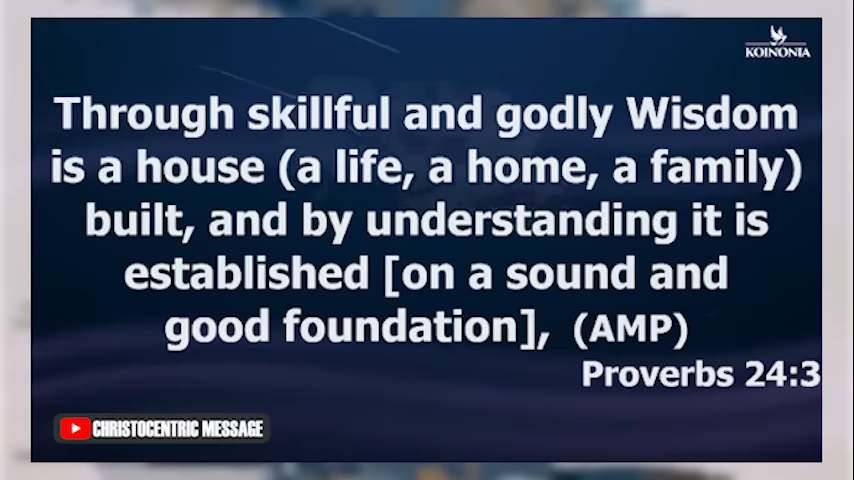 KOINONIA
Through skillful and godly Wisdom
is a house (a life, a home, a family)
built, and by understanding it is
established [on a sound and
good foundation], (AMP)
Proverbs 24:3
CHRISTOCENTRIC MESSAGE